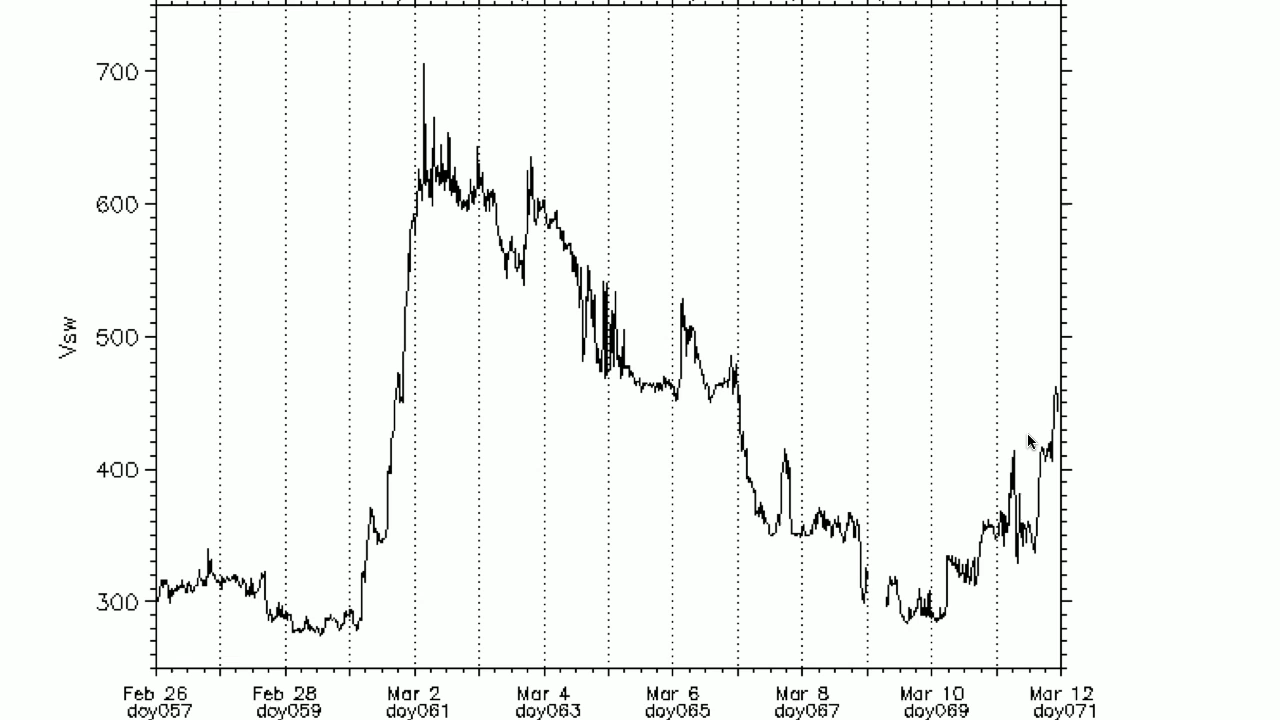 700
600
500
400
300
Vsw
Feb 26 Feb 28 Mar 2 Mar 4 Mar 6 Mar 8 Mar 10 Mar 12
doy057 doy059 doy061 doy063 doy065 doy067 doy069 doy071